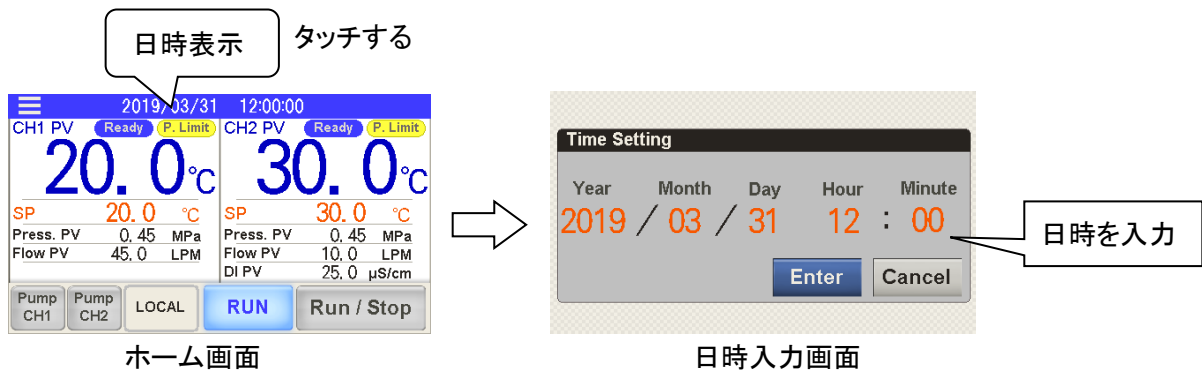 日時表示
タッチする
2019/03/31 12:00:00
CH1 PV Ready P. Limit CH2 PV Ready P. Limit
20.0℃ 30.0℃
SP 20.0 ℃ SP 30.0 ℃
Press. PV 0.45 MPa Press. PV 0.45 MPa
Flow PV 45.0 LPM Flow PV 10.0 LPM
DI PV 25.0 μS/cm
Pump CH1 Pump CH2 LOCAL RUN Run / Stop
ホーム画面
Time Setting
Year Month Day Hour Minute
2019 / 03 / 31 12 : 00
Enter Cancel
日時を入力
日時入力画面